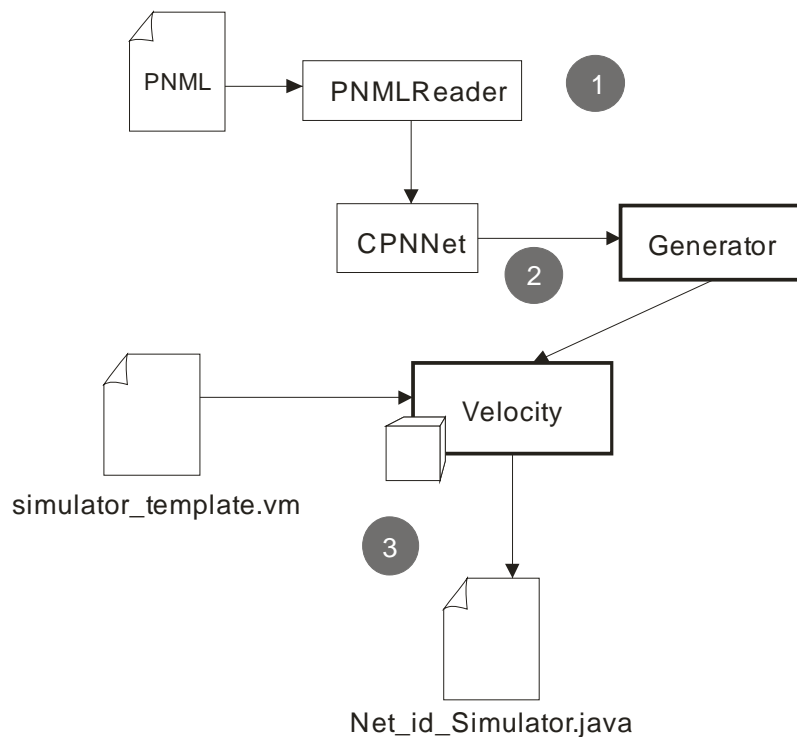 PNML
PNMLReader
1
CPNNet
Generator
2
Velocity
simulator_template.vm
3
Net_id_Simulator.java